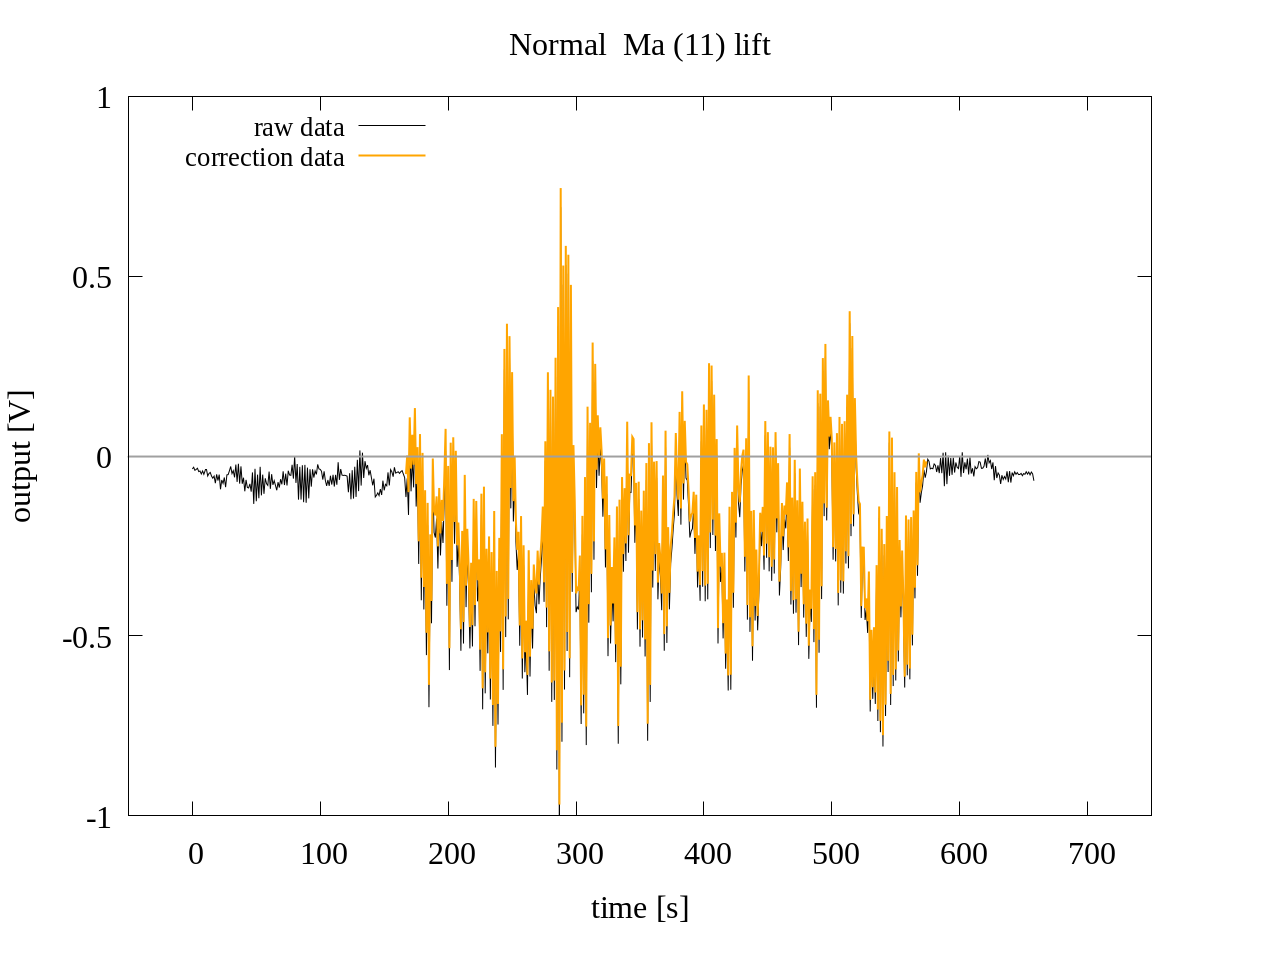 Normal  Ma (11) lift
raw data
correction data
output [V]
1
0.5
0
-0.5
-1
0 100 200 300 400 500 600 700
time [s]